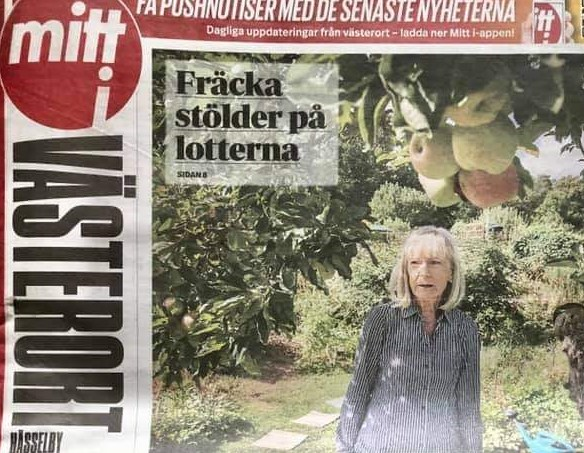 FÅ PUSHNOTISER MED DE SENASTE NYHETERNA
Dagliga uppdateringar från västerort – ladda ner Mitt i-appen!
mitt
i
mitt
i
VÄSTERORT
HÄSSELBY
Fräcka
stölder på
lotterna
SIDAN 8